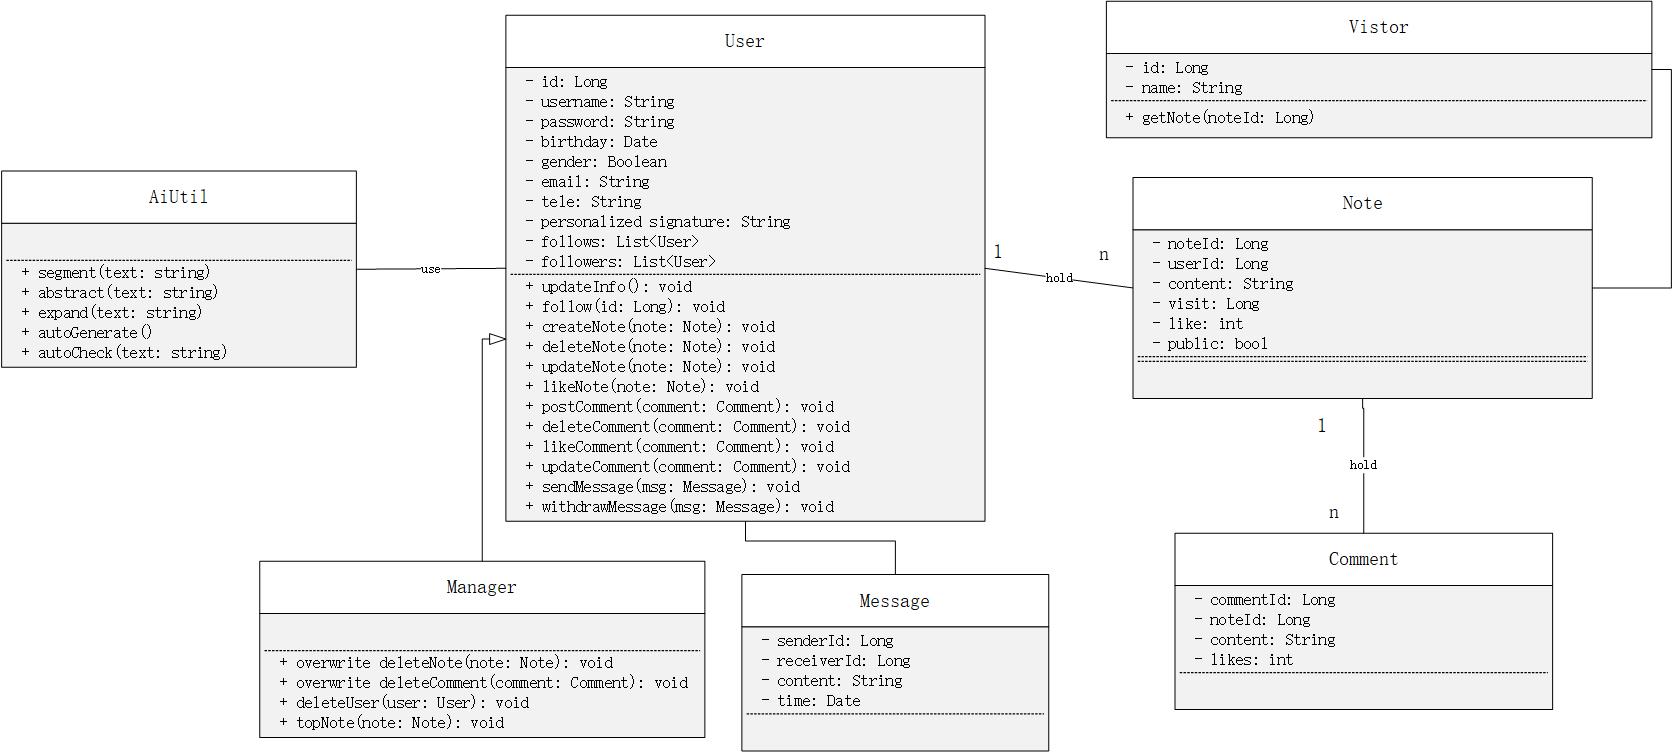 User
- id: Long
- username: String
- password: String
- birthday: Date
- gender: Boolean
- email: String
- tele: String
- personalized signature: String
- follows: List<User>
- followers: List<User>
+ updateInfo(): void
+ follow(id: Long): void
+ createNote(note: Note): void
+ deleteNote(note: Note): void
+ updateNote(note: Note): void
+ likeNote(note: Note): void
+ postComment(comment: Comment): void
+ deleteComment(comment: Comment): void
+ likeComment(comment: Comment): void
+ updateComment(comment: Comment): void
+ sendMessage(msg: Message): void
+ withdrawMessage(msg: Message): void
Vistor
- id: Long
- name: String
+ getNote(noteId: Long)
AiUtil
+ segment(text: string)
+ abstract(text: string)
+ expand(text: string)
+ autoGenerate()
+ autoCheck(text: string)
use
1
n
hold
Note
- noteId: Long
- userId: Long
- content: String
- visit: Long
- like: int
- public: bool
1
hold
n
Manager
+ overwrite deleteNote(note: Note): void
+ overwrite deleteComment(comment: Comment): void
+ deleteUser(user: User): void
+ topNote(note: Note): void
Message
- senderId: Long
- receiverId: Long
- content: String
- time: Date
Comment
- commentId: Long
- noteId: Long
- content: String
- likes: int